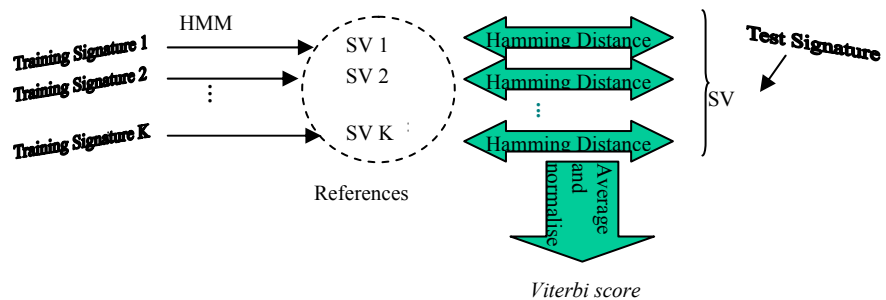 HMM
Training Signature 1
Training Signature 2
⋮
Training Signature K
SV 1
SV 2
SV K :
References
Hamming Distance
Hamming Distance
⋮
Hamming Distance
SV
Test Signature
Average
and
normalise
Viterbi score